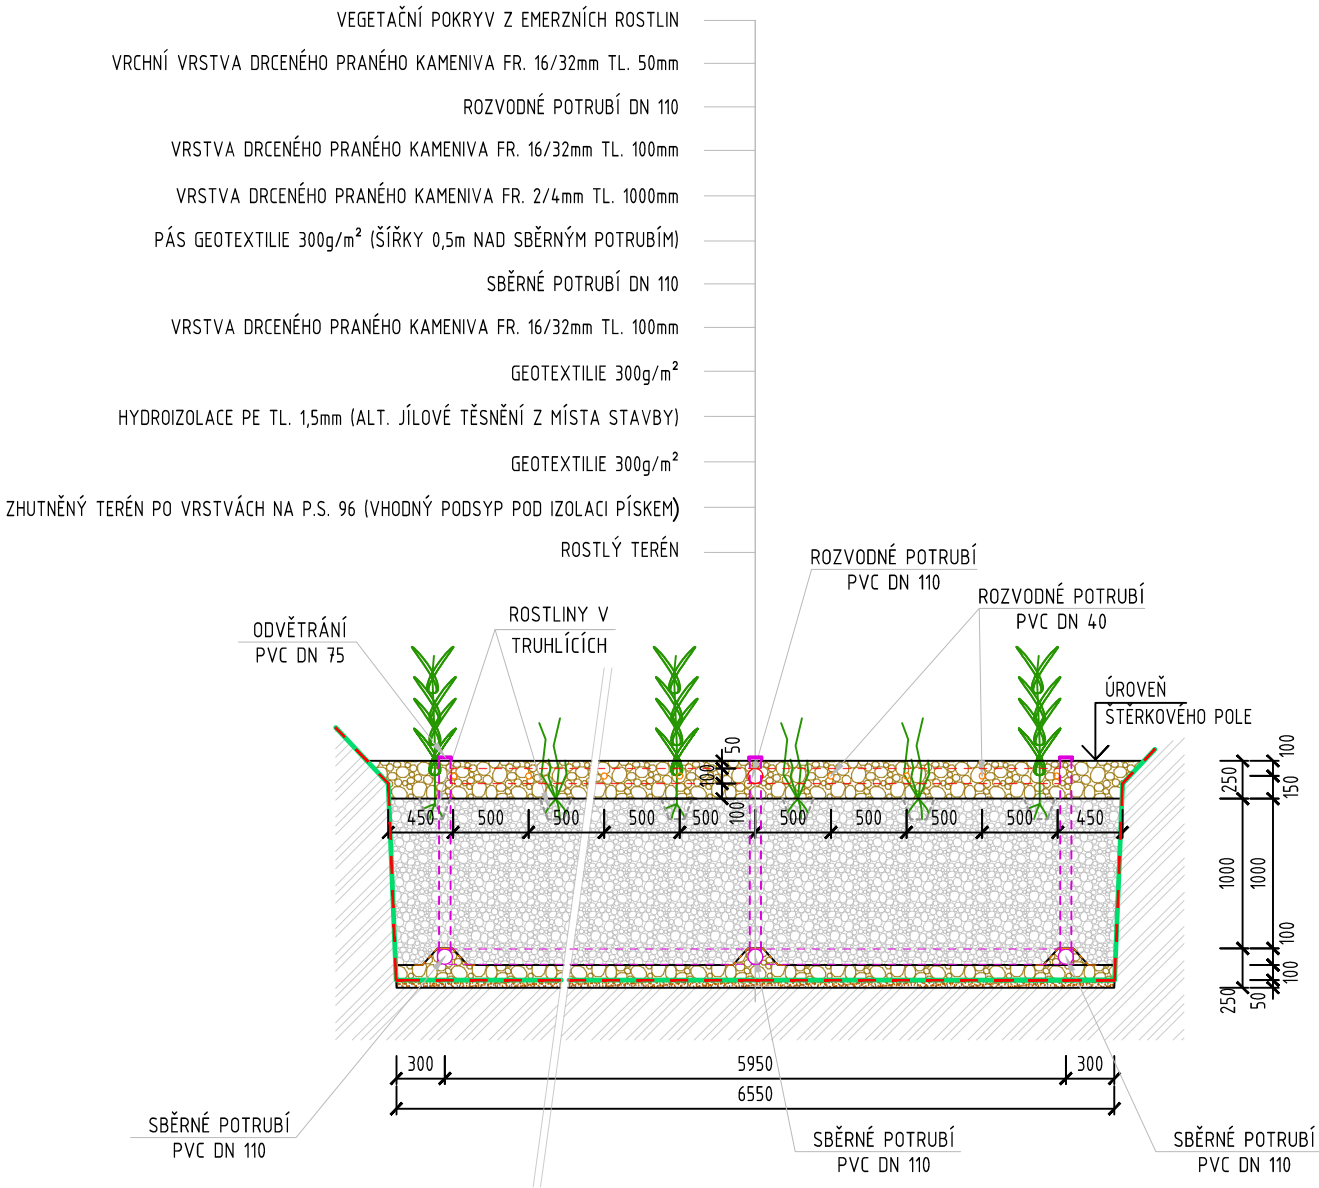 VEGETAČNÍ POKRYV Z EMERZNÍCH ROSTLIN
VRCHNÍ VRSTVA DRCENÉHO PRANÉHO KAMENIVA FR. 16/32mm TL. 50mm
ROZVODNÉ POTRUBÍ DN 110
VRSTVA DRCENÉHO PRANÉHO KAMENIVA FR. 16/32mm TL. 100mm
VRSTVA DRCENÉHO PRANÉHO KAMENIVA FR. 2/4mm TL. 1000mm
PÁS GEOTEXTILIE 300g/m² (ŠÍŘKY 0,5m NAD SBĚRNÝM POTRUBÍM)
SBĚRNÉ POTRUBÍ DN 110
VRSTVA DRCENÉHO PRANÉHO KAMENIVA FR. 16/32mm TL. 100mm
GEOTEXTILIE 300g/m²
HYDROIZOLACE PE TL. 1,5mm (ALT. JÍLOVÉ TĚSNĚNÍ Z MÍSTA STAVBY)
GEOTEXTILIE 300g/m²
ZHUTNĚNÝ TERÉN PO VRSTVÁCH NA P.S. 96 (VHODNÝ PODSYP POD IZOLACI PÍSKEM)
ROSTLÝ TERÉN
ROZVODNÉ POTRUBÍ
PVC DN 110
ROZVODNÉ POTRUBÍ
PVC DN 40
ODVĚTRÁNÍ
PVC DN 75
ROSTLINY V
TRUHLÍCÍCH
ÚROVEŇ
ŠTĚRKOVÉHO POLE
50
100
100
450 500 500 500 500 500 500 500 500 450
250
100
150
1000
1000
100
100
250
50
300 5950 300
6550
SBĚRNÉ POTRUBÍ
PVC DN 110
SBĚRNÉ POTRUBÍ
PVC DN 110
SBĚRNÉ POTRUBÍ
PVC DN 110